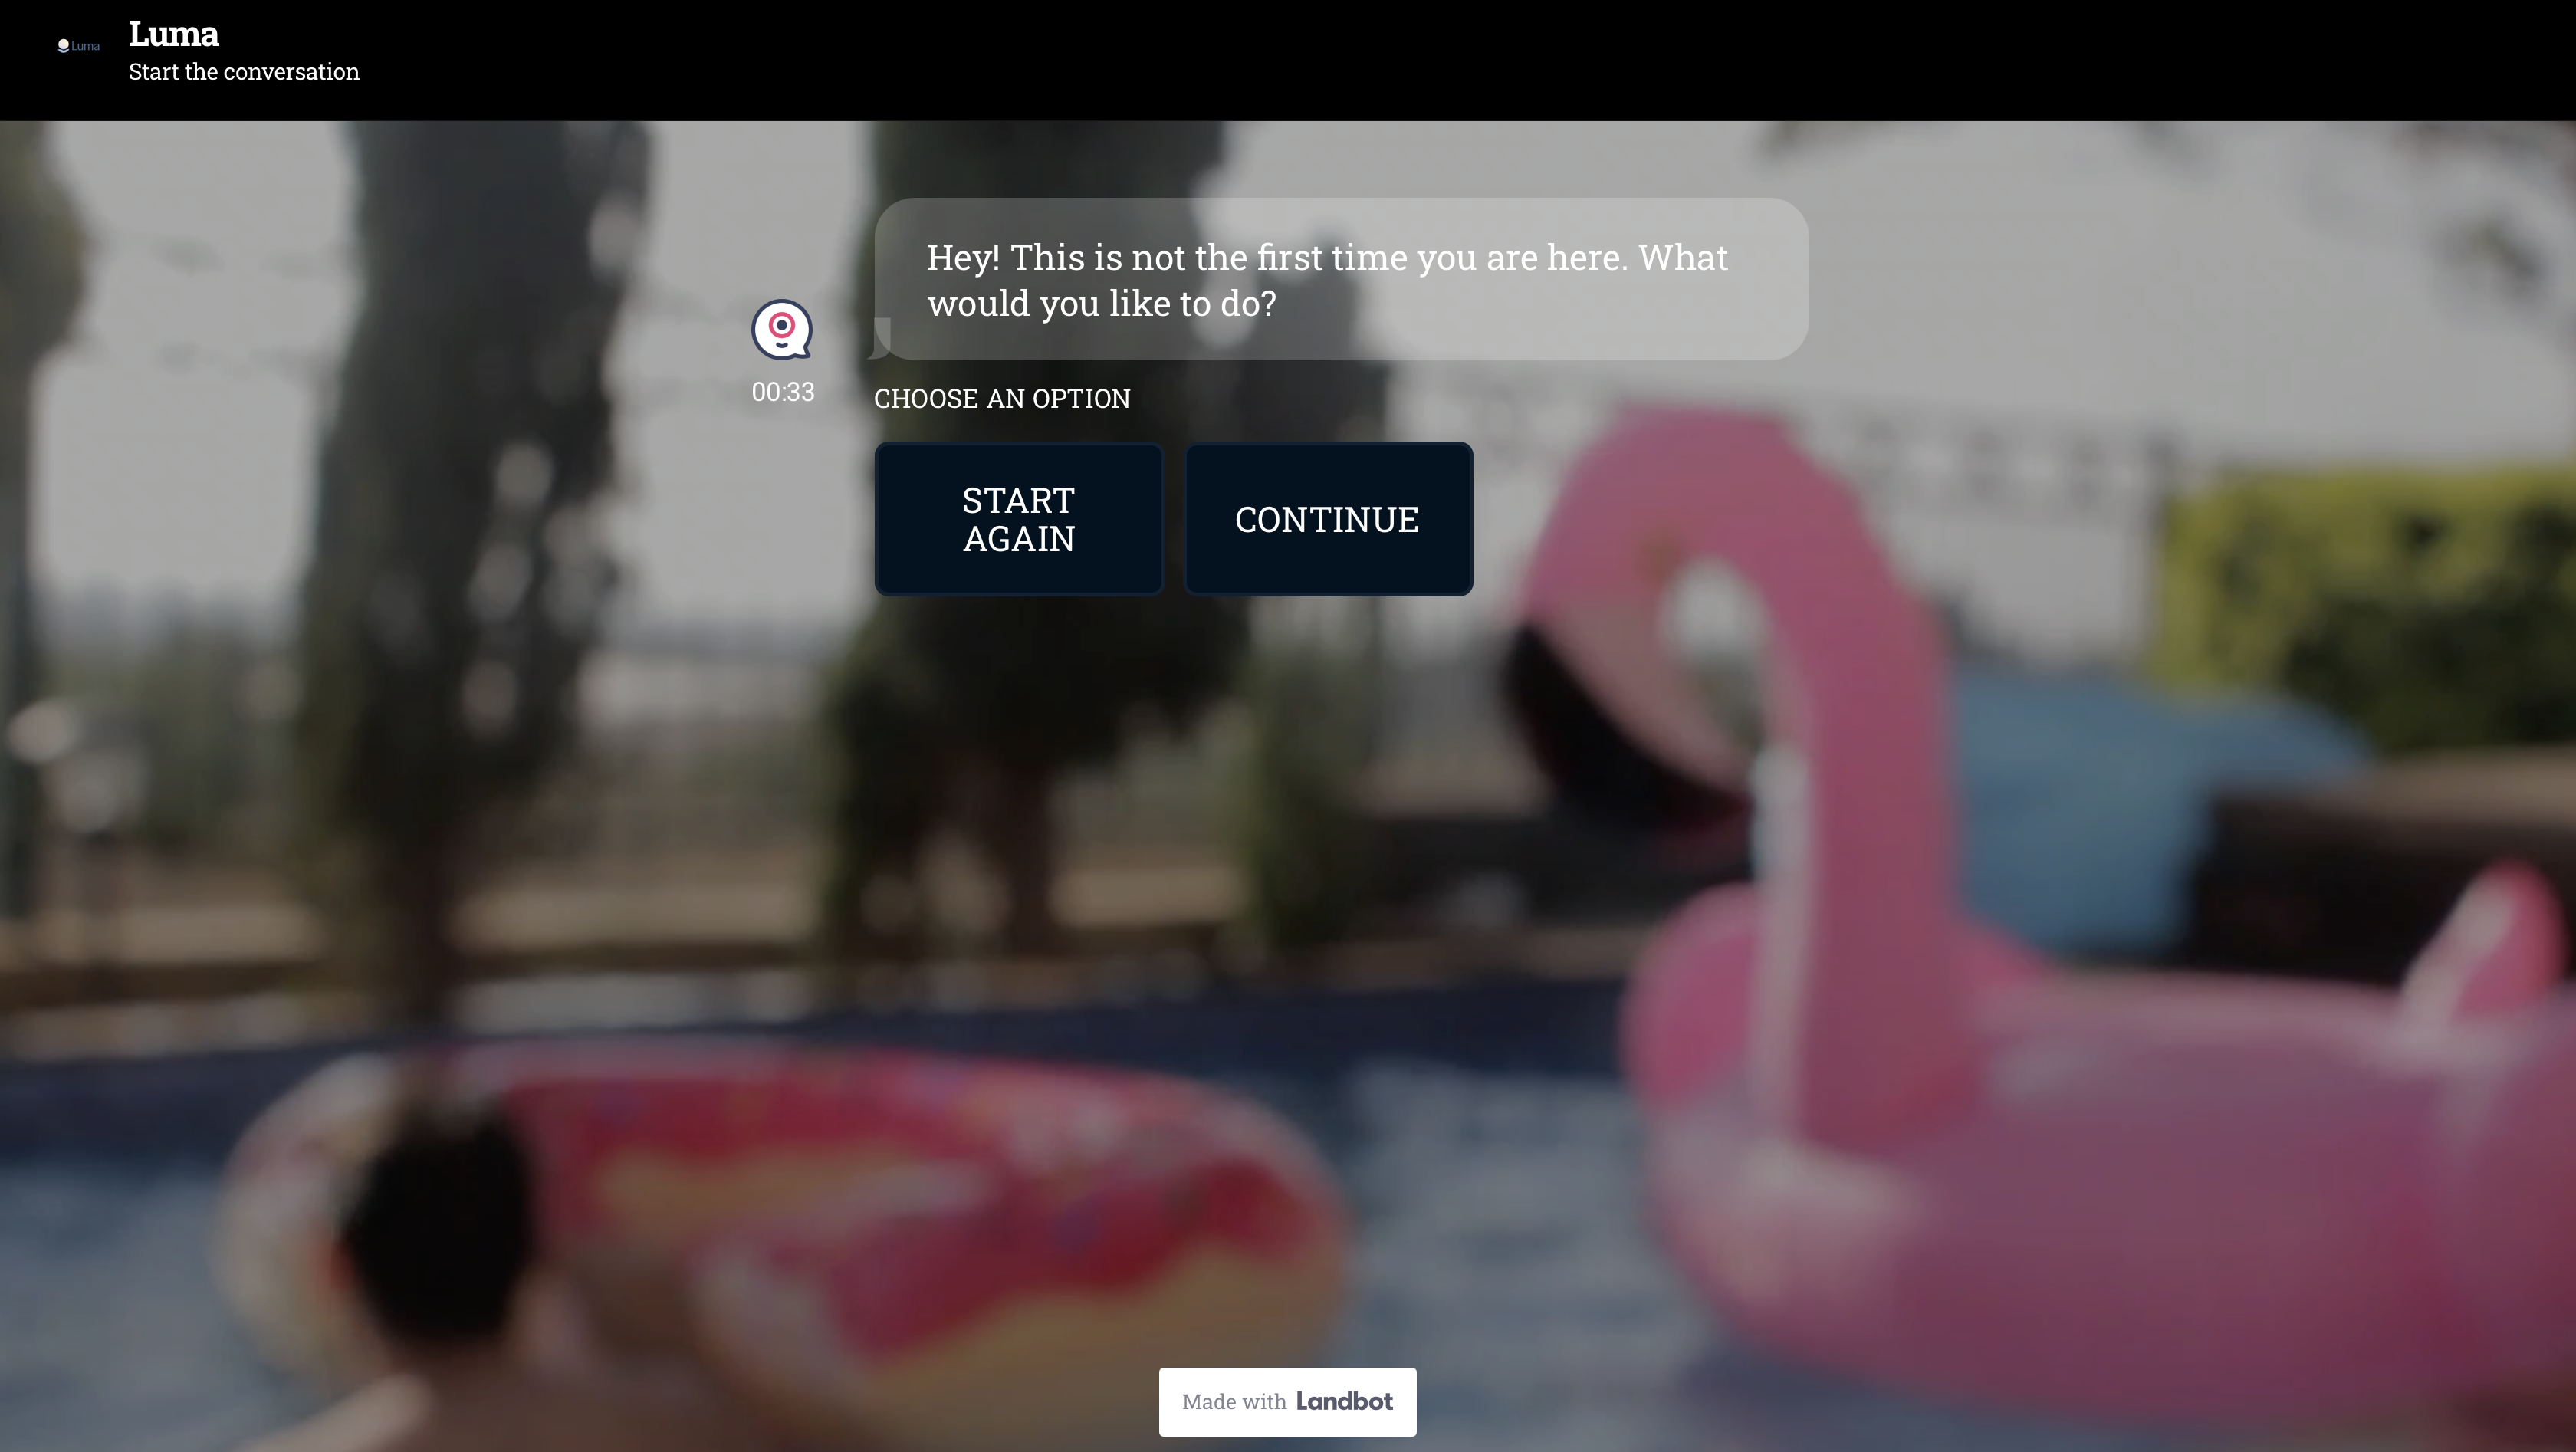 Luma
Luma
Start the conversation
Hey! This is not the first time you are here. What
would you like to do?
00:33
CHOOSE AN OPTION
START
AGAIN
CONTINUE
Made with Landbot